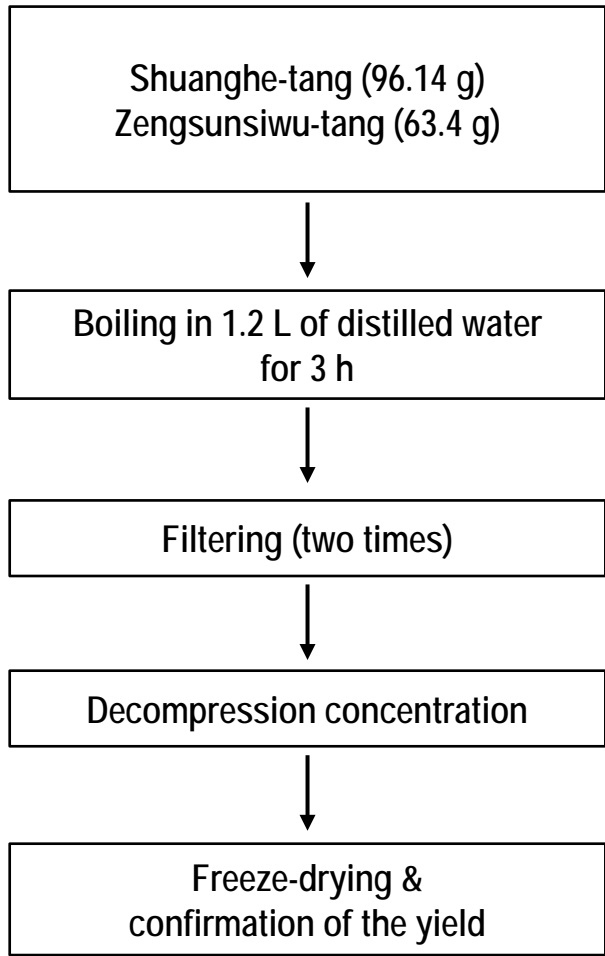 Shuanghe-tang (96.14 g)
Zengsunsiwu-tang (63.4 g)
Boiling in 1.2 L of distilled water
for 3 h
Filtering (two times)
Decompression concentration
Freeze-drying &
confirmation of the yield